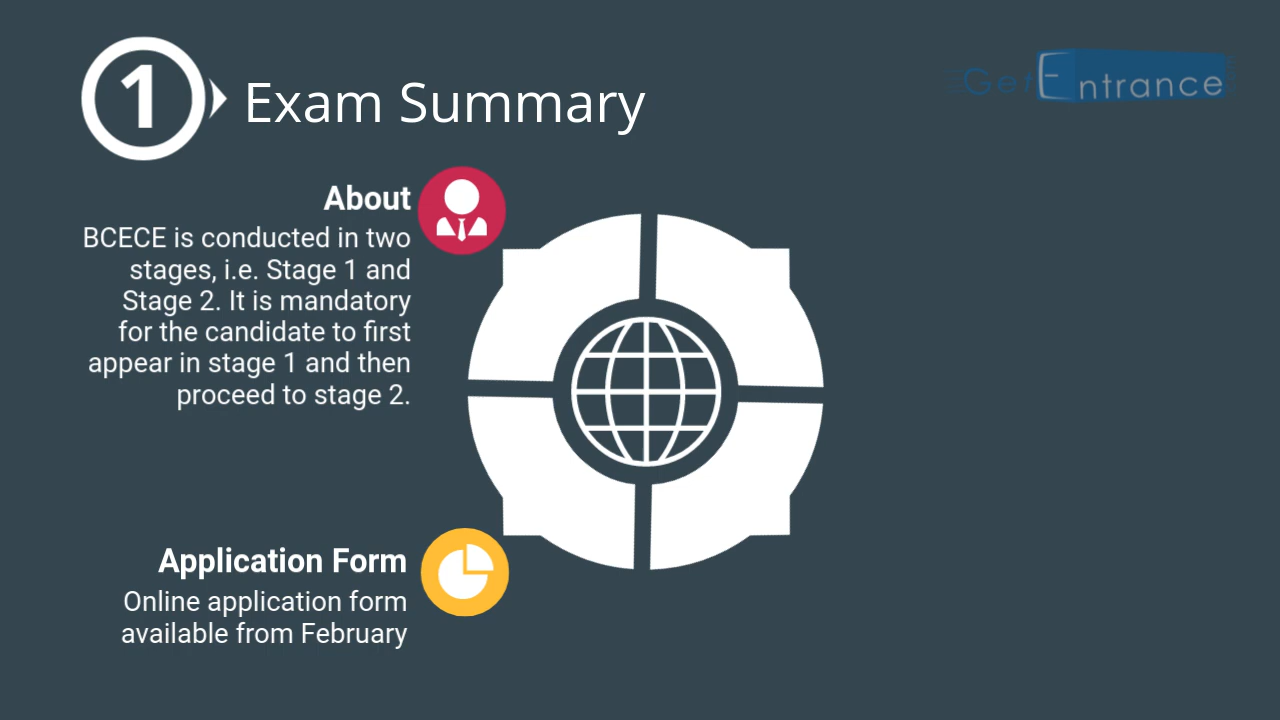 1
Exam Summary
GetEntrance
About
BCECE is conducted in two
stages, i.e. Stage 1 and
Stage 2. It is mandatory
for the candidate to first
appear in stage 1 and then
proceed to stage 2.
Application Form
Online application form
available from February